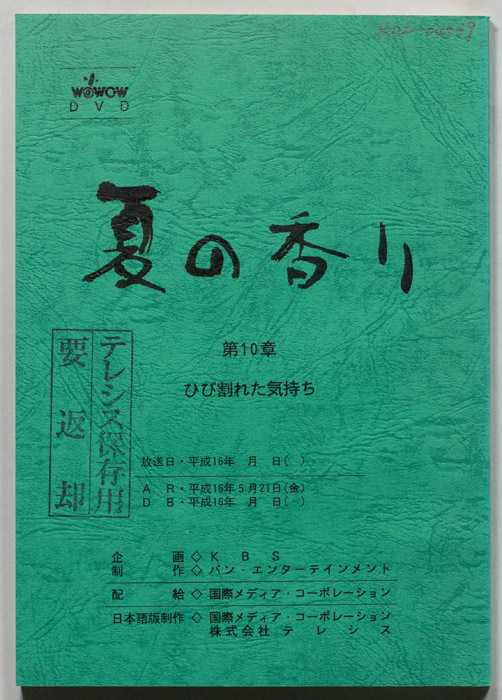 WOWOW
DVD
夏の香り
第10章
ひび割れた気持ち
テレシス保存用
要返却
放送日・平成16年 月 日( )
A R・平成16年5月21日(金)
D B・平成16年 月 日( )
企 画◇KBS
制 作◇パン・エンターテインメント
配 給◇国際メディア・コーポレーション
日本語版制作◇国際メディア・コーポレーション
株式会社テレシス